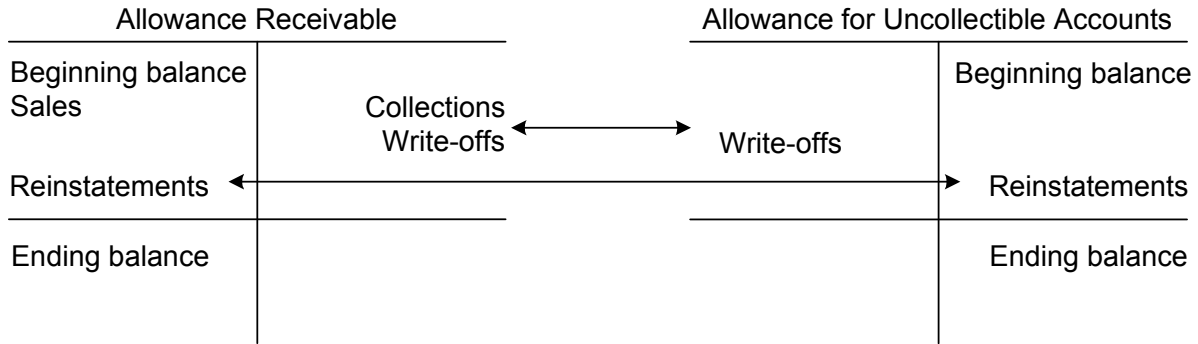 Allowance Receivable
Allowance for Uncollectible Accounts
Beginning balance
Sales
Collections
Write-offs
Reinstatements
Ending balance
Beginning balance
Write-offs
Reinstatements
Ending balance